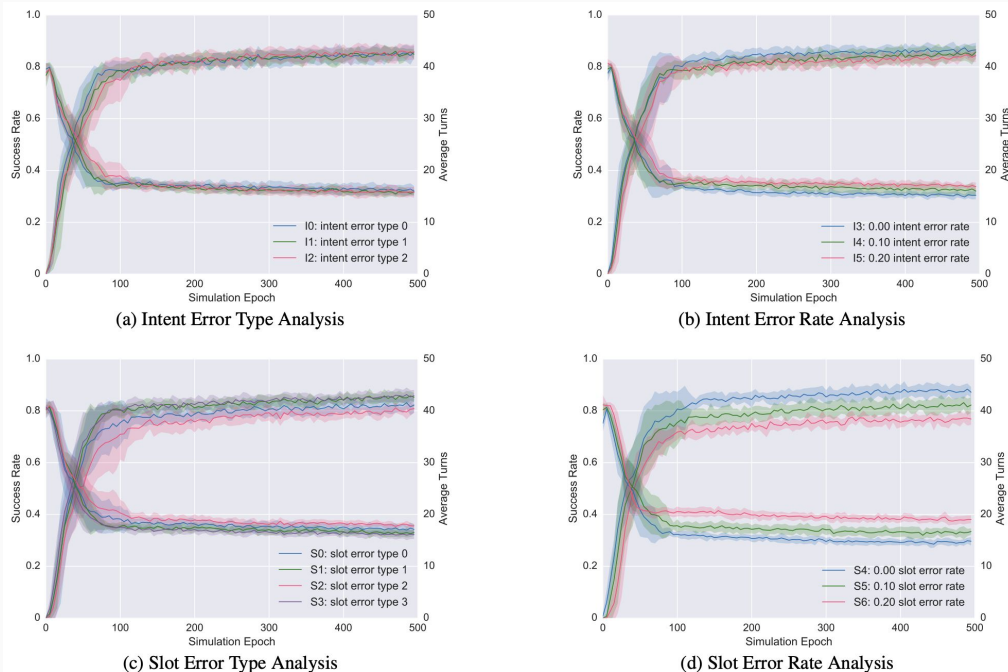 1.0
0.8
0.6
0.4
0.2
0
Success Rate
50
40
30
20
10
0
Average Turns
I0: intent error type 0
I1: intent error type 1
I2: intent error type 2
0 100 200 300 400 500
Simulation Epoch
(a) Intent Error Type Analysis
1.0
0.8
0.6
0.4
0.2
0
Success Rate
50
40
30
20
10
0
Average Turns
I3: 0.00 intent error rate
I4: 0.10 intent error rate
I5: 0.20 intent error rate
0 100 200 300 400 500
Simulation Epoch
(b) Intent Error Rate Analysis
1.0
0.8
0.6
0.4
0.2
0
Success Rate
50
40
30
20
10
0
Average Turns
S0: slot error type 0
S1: slot error type 1
S2: slot error type 2
S3: slot error type 3
0 100 200 300 400 500
Simulation Epoch
(c) Slot Error Type Analysis
1.0
0.8
0.6
0.4
0.2
0
Success Rate
50
40
30
20
10
0
Average Turns
S4: 0.00 slot error rate
S5: 0.10 slot error rate
S6: 0.20 slot error rate
0 100 200 300 400 500
Simulation Epoch
(d) Slot Error Rate Analysis